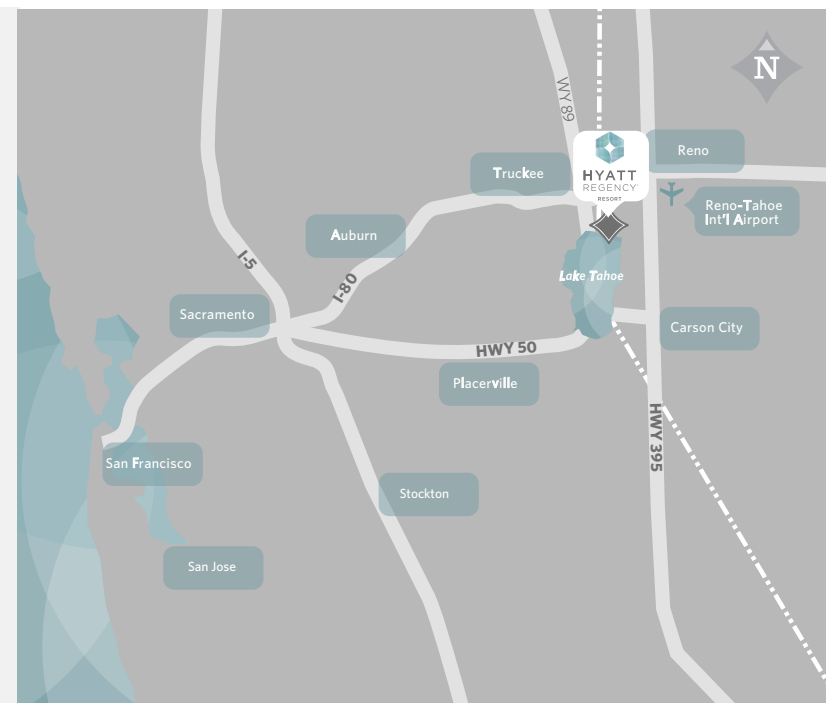 N
WY 89
HYATT
REGENCY
RESORT
Reno
Truckee
Reno-Tahoe
Int'l Airport
Auburn
I-5
I-80
Lake Tahoe
Sacramento
Carson City
HWY 50
Placerville
HWY 395
San Francisco
Stockton
San Jose